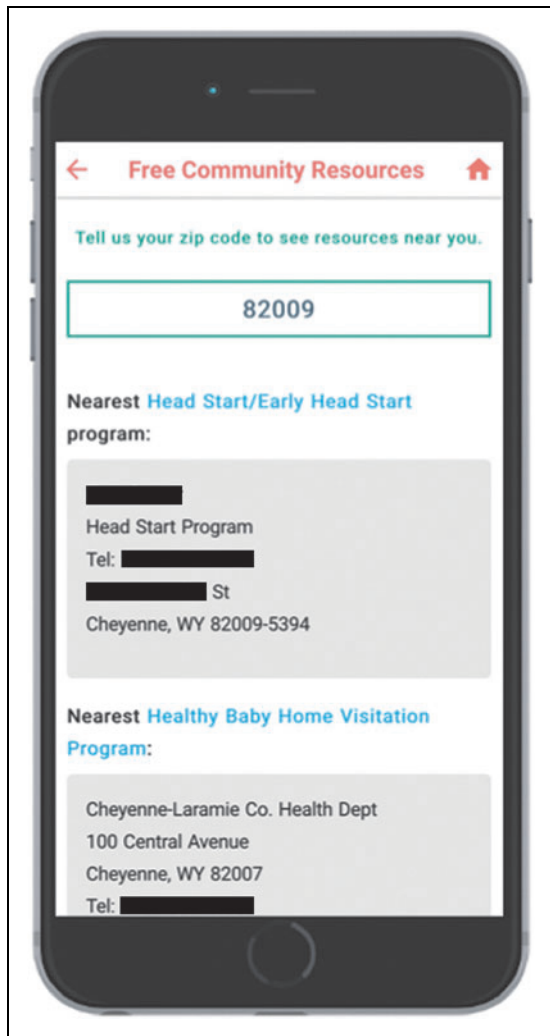 Free Community Resources
Tell us your zip code to see resources near you.
82009
Nearest Head Start/Early Head Start
program:
Head Start Program
Tel:
St
Cheyenne, WY 82009-5394
Nearest Healthy Baby Home Visitation
Program:
Cheyenne-Laramie Co. Health Dept
100 Central Avenue
Cheyenne, WY 82007
Tel: